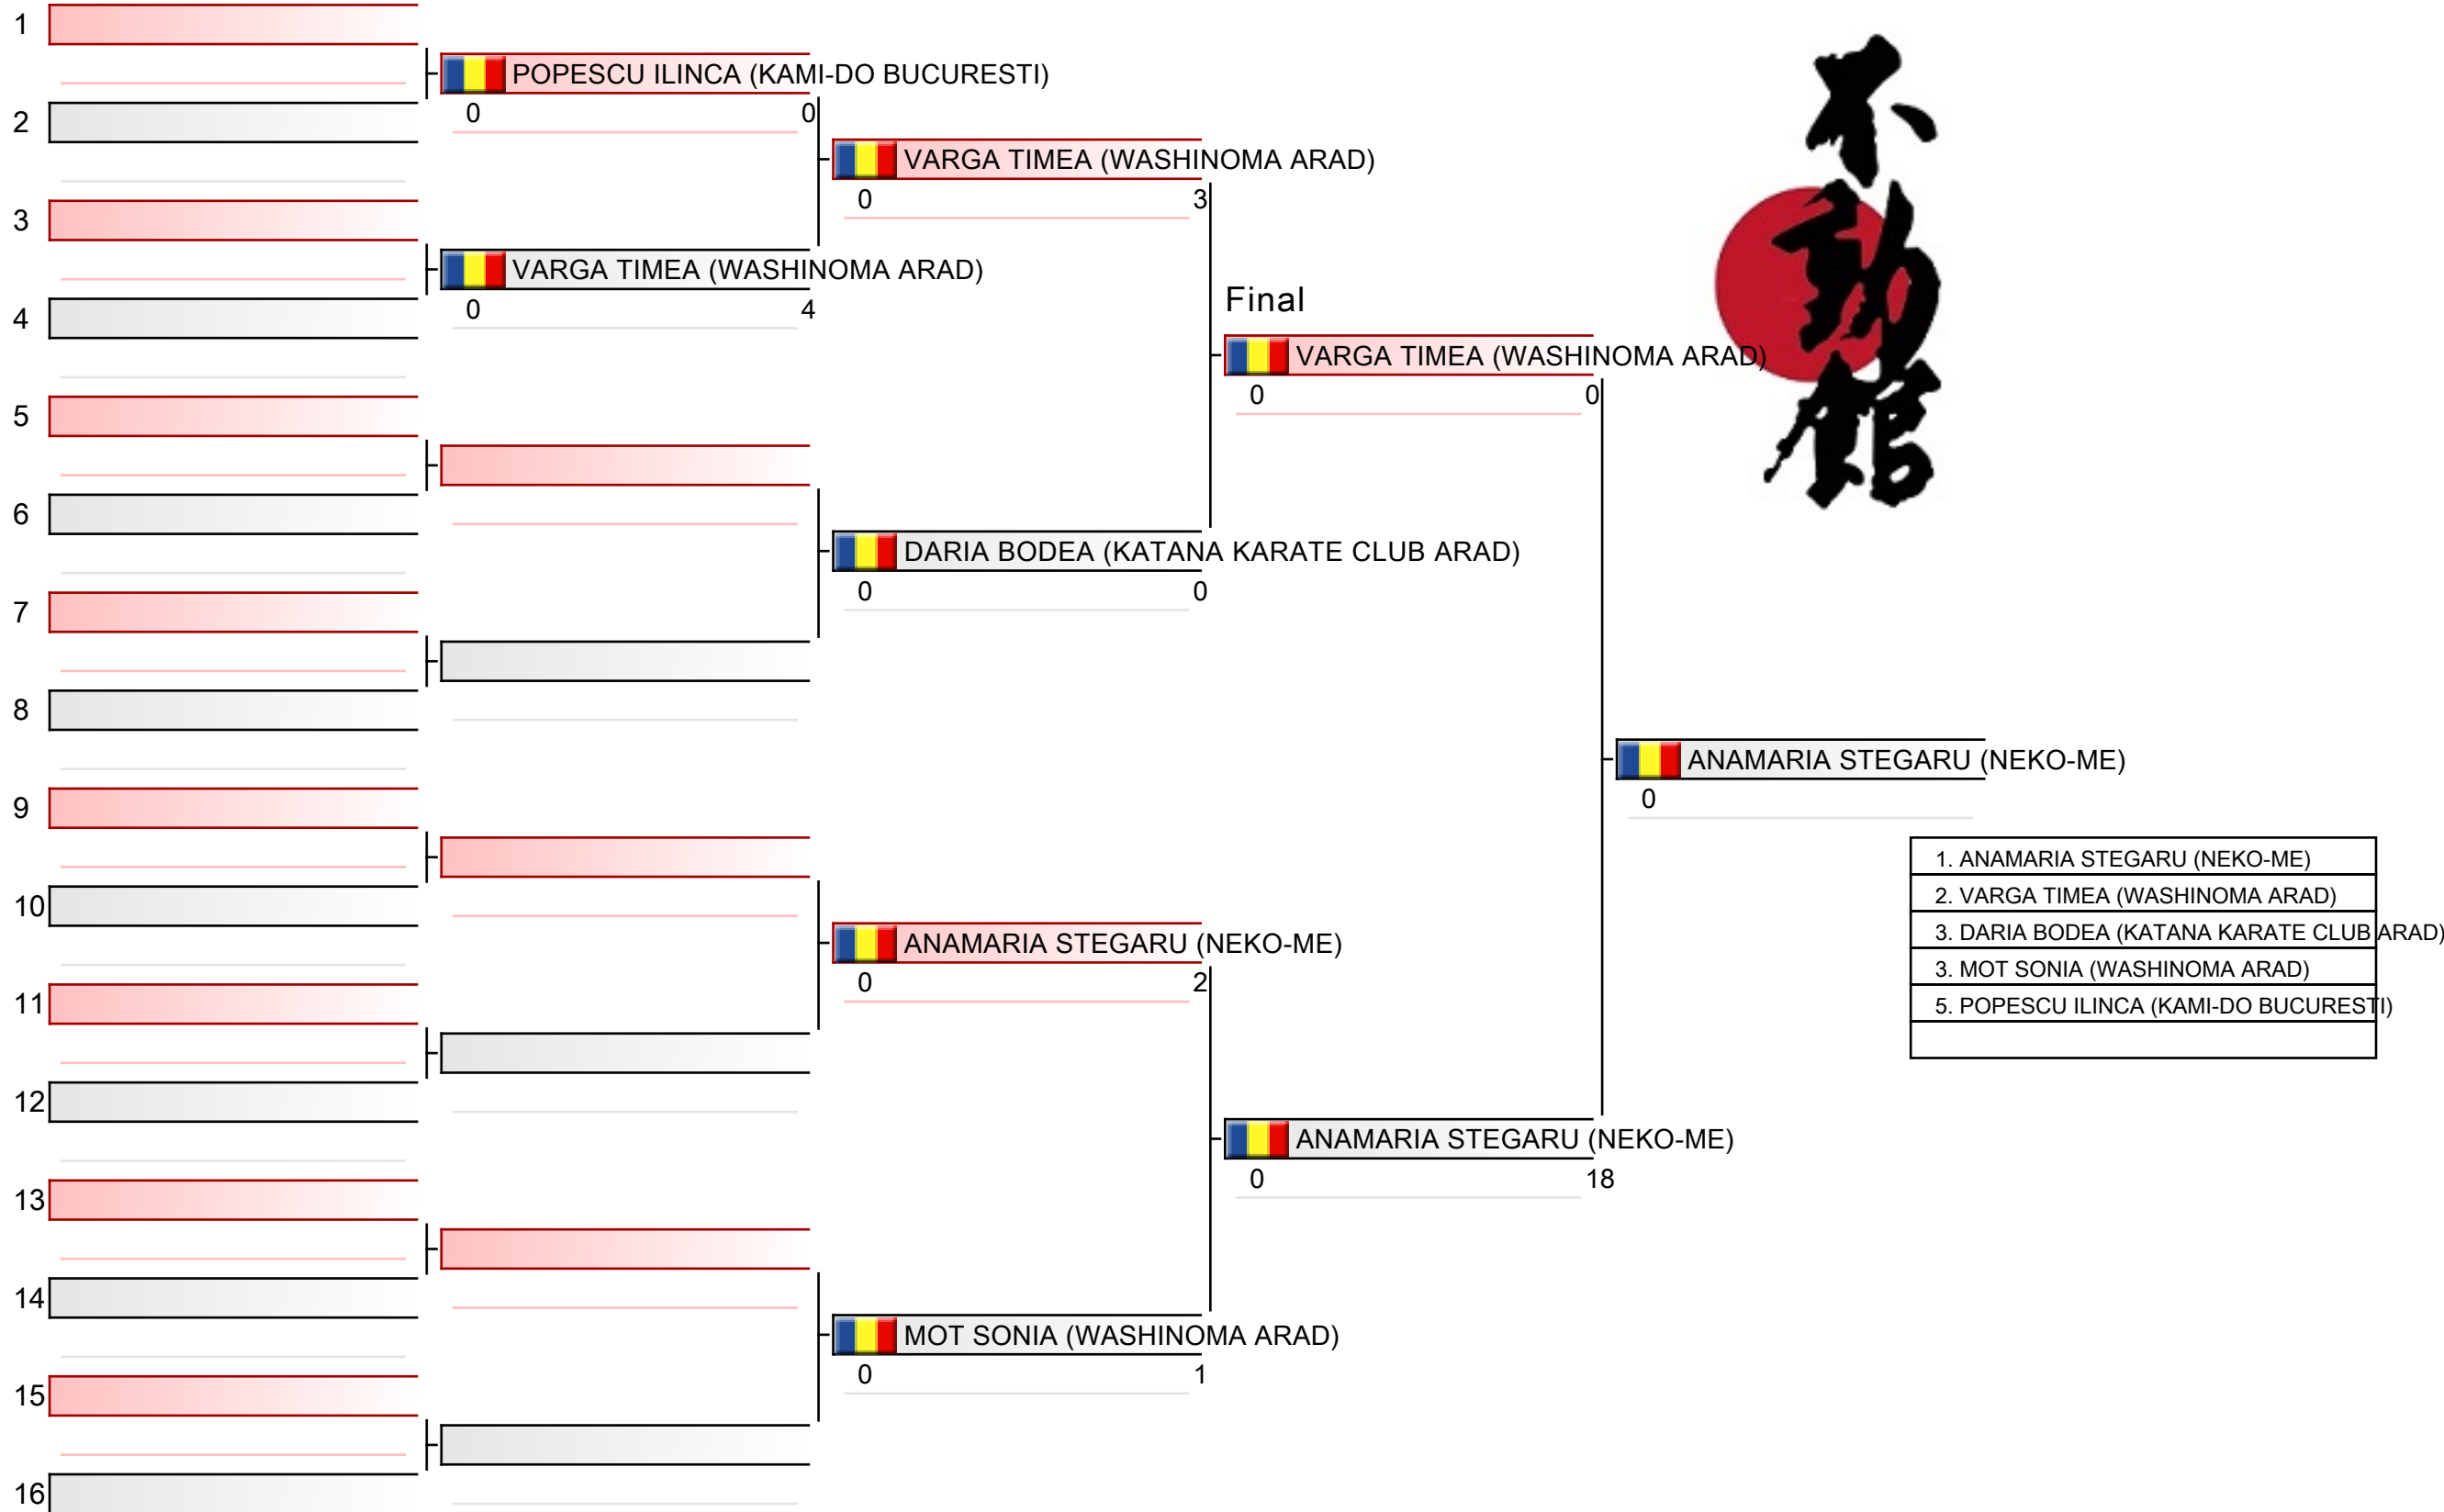 1
2
3
4
5
6
7
8
9
10
11
12
13
14
15
16
POPESCU ILINCA (KAMI-DO BUCURESTI)
0 0
VARGA TIMEA (WASHINOMA ARAD)
0 4
VARGA TIMEA (WASHINOMA ARAD)
0 3
DARIA BODEA (KATANA KARATE CLUB ARAD)
0 0
ANAMARIA STEGARU (NEKO-ME)
0 2
MOT SONIA (WASHINOMA ARAD)
0 1
Final
VARGA TIMEA (WASHINOMA ARAD)
0 0
ANAMARIA STEGARU (NEKO-ME)
0 18
ANAMARIA STEGARU (NEKO-ME)
0
不
動
館
1. ANAMARIA STEGARU (NEKO-ME)
2. VARGA TIMEA (WASHINOMA ARAD)
3. DARIA BODEA (KATANA KARATE CLUB ARAD)
3. MOT SONIA (WASHINOMA ARAD)
5. POPESCU ILINCA (KAMI-DO BUCURESTI)